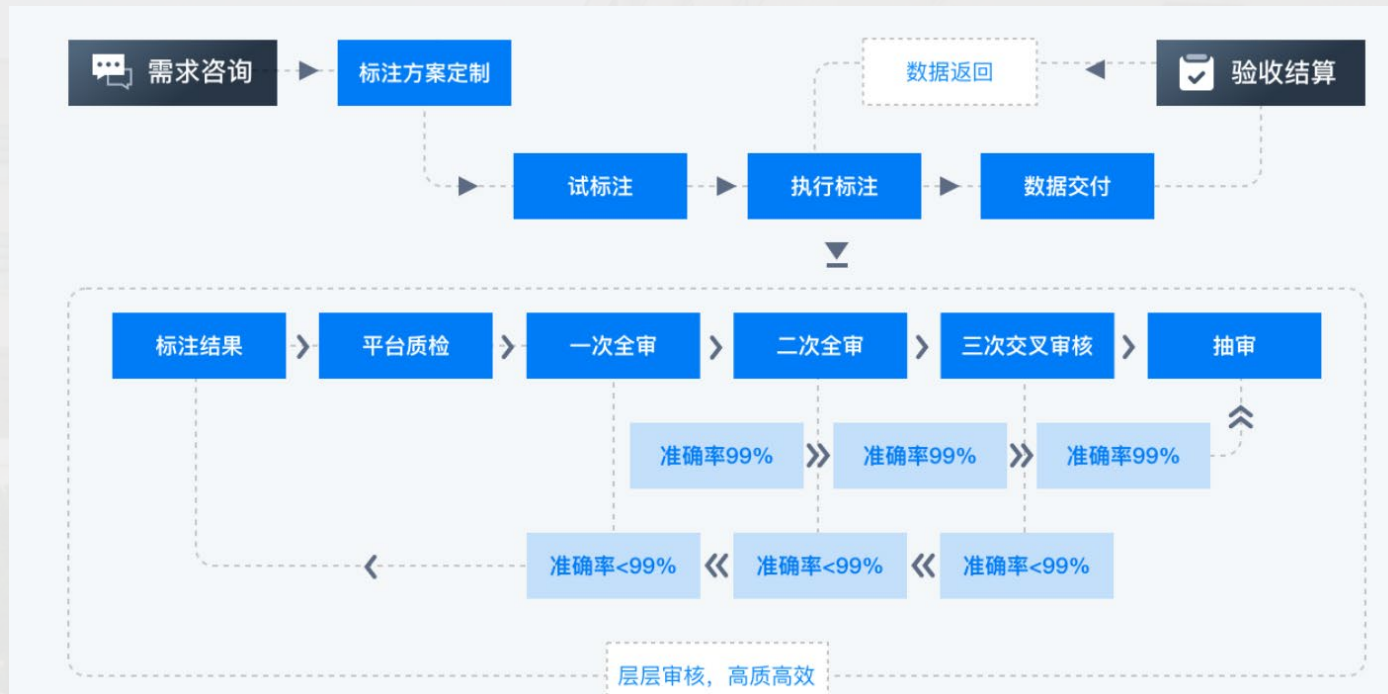 需求咨询
标注方案定制
数据返回
验收结算
试标注
执行标注
数据交付
标注结果
平台质检
一次全审
二次全审
三次交叉审核
抽审
准确率99%
准确率99%
准确率99%
准确率<99%
准确率<99%
准确率<99%
层层审核，高质高效